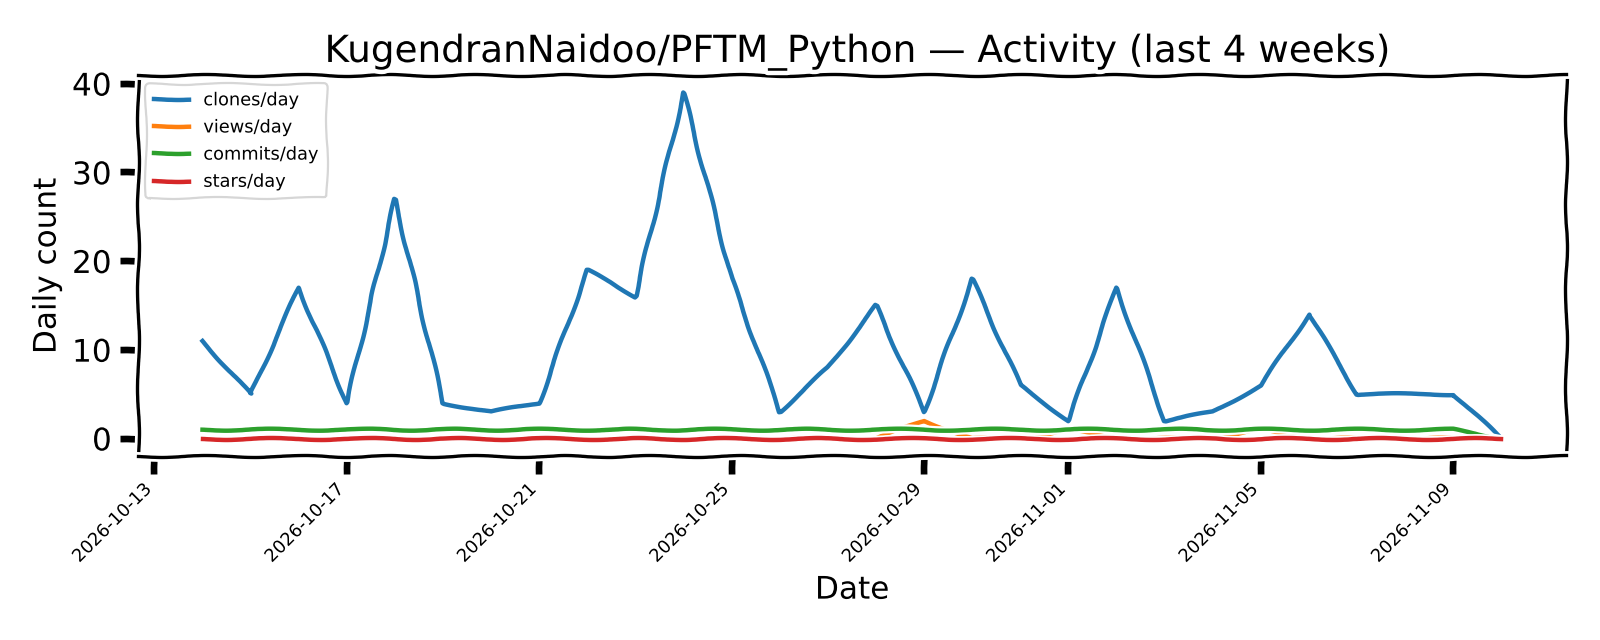 KugendranNaidoo/PFTM_Python — Activity (last 4 weeks)
clones/day
views/day
commits/day
stars/day
Daily count
40
30
20
10
0
2026-10-13
2026-10-17
2026-10-21
2026-10-25
2026-10-29
2026-11-01
2026-11-05
2026-11-09
Date